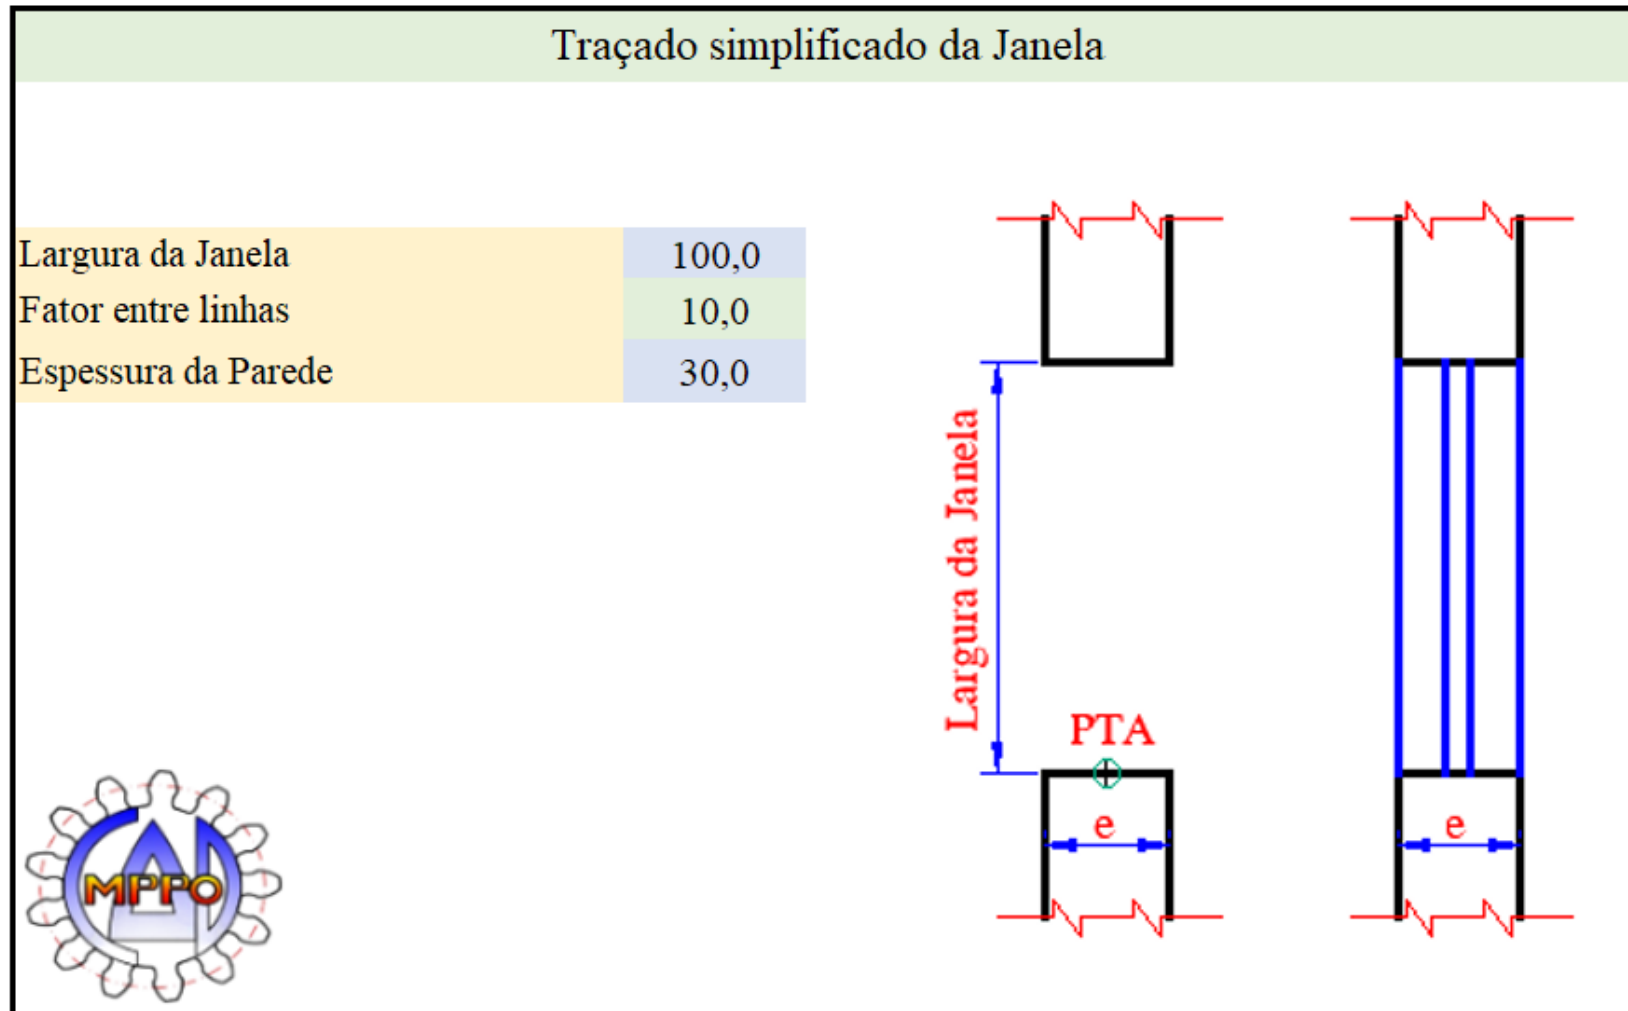 Traçado simplificado da Janela
Largura da Janela 100,0
Fator entre linhas 10,0
Espessura da Parede 30,0
Largura da Janela
PTA
e
e
MPPO